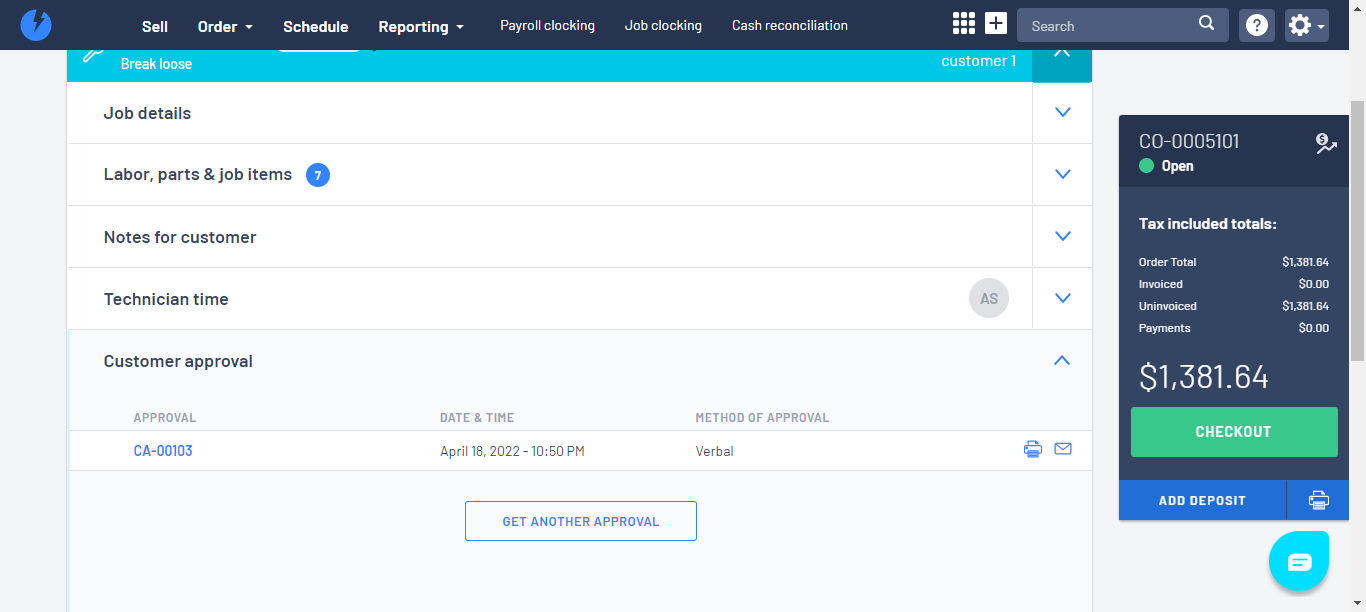 Sell Order Schedule Reporting Payroll clocking Job clocking Cash reconciliation Search ?
Break loose customer 1
Job details
Labor, parts & job items 7
Notes for customer
Technician time AS
Customer approval
APPROVAL DATE & TIME METHOD OF APPROVAL
CA-00103 April 18, 2022 - 10:50 PM Verbal
GET ANOTHER APPROVAL
CO-0005101
Open
Tax included totals:
Order Total $1,381.64
Invoiced $0.00
Uninvoiced $1,381.64
Payments $0.00
$1,381.64
CHECKOUT
ADD DEPOSIT